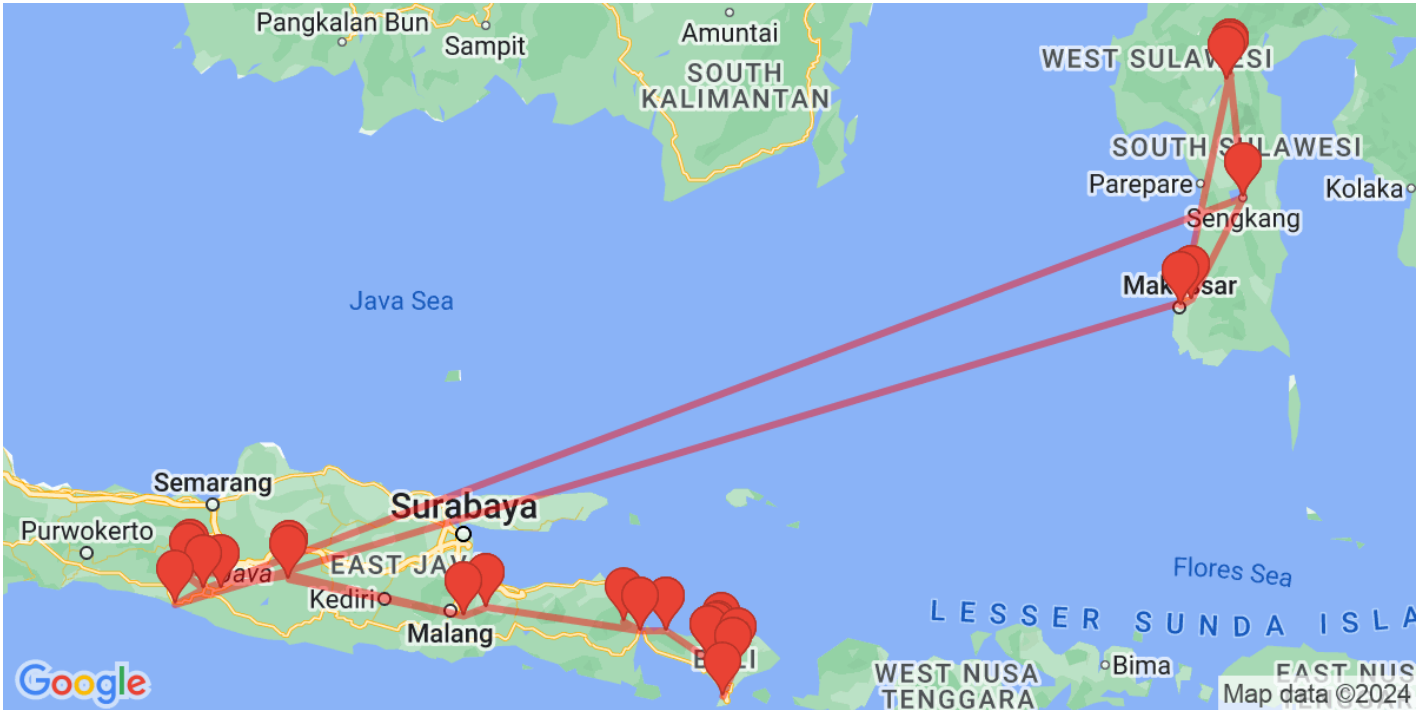 Pangkalan Bun
Sampit
Amuntai
SOUTH
KALIMANTAN
WEST SULAWESI
SOUTH SULAWESI
Parepare
Kolaka
Sengkang
Makassar
Java Sea
Semarang
Surabaya
Purwokerto
Java
EAST JAV
Kediri
Malang
Flores Sea
LESSER SUNDA ISLA
BALI
WEST NUSA
TENGGARA
Bima
EAST NUS
TENGGAR
Google
Map data ©2024